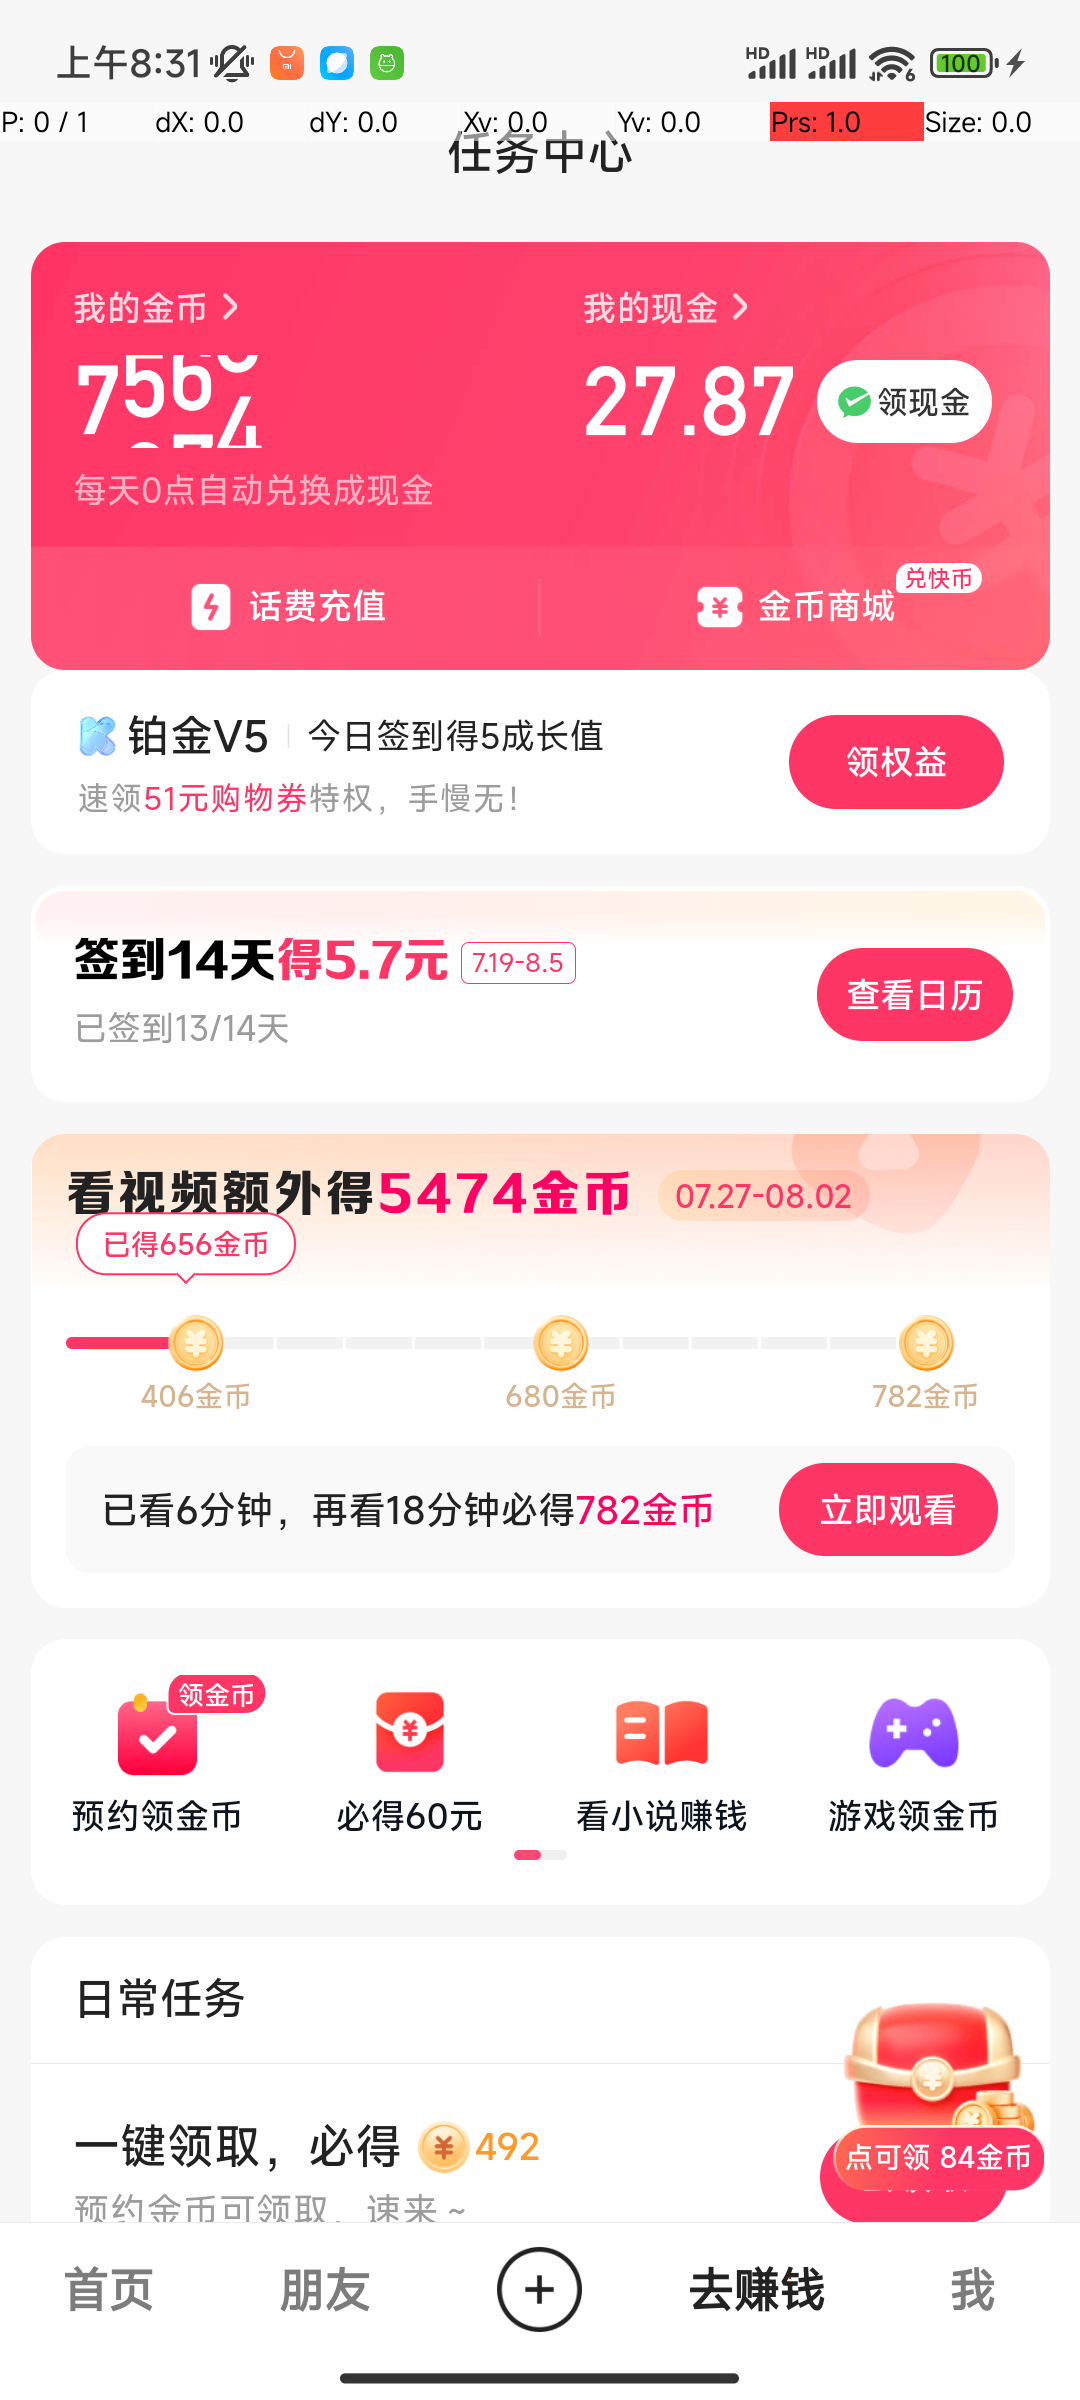 上午8:31
HD HD 6 100
P: 0 / 1 dX: 0.0 dY: 0.0 Xv: 0.0 Yv: 0.0 Prs: 1.0 Size: 0.0
任务中心
我的金币
我的现金
27.87
领现金
每天0点自动兑换成现金
话费充值
金币商城
兑快币
铂金V5
今日签到得5成长值
速领51元购物券特权，手慢无！
领权益
签到14天得5.7元 7.19-8.5
已签到13/14天
查看日历
看视频额外得5474金币 07.27-08.02
已得656金币
406金币 680金币 782金币
已看6分钟，再看18分钟必得782金币
立即观看
领金币
预约领金币 必得60元 看小说赚钱 游戏领金币
日常任务
一键领取，必得 492
预约金币可领取，速来～
点可领 84金币
首页 朋友 去赚钱 我